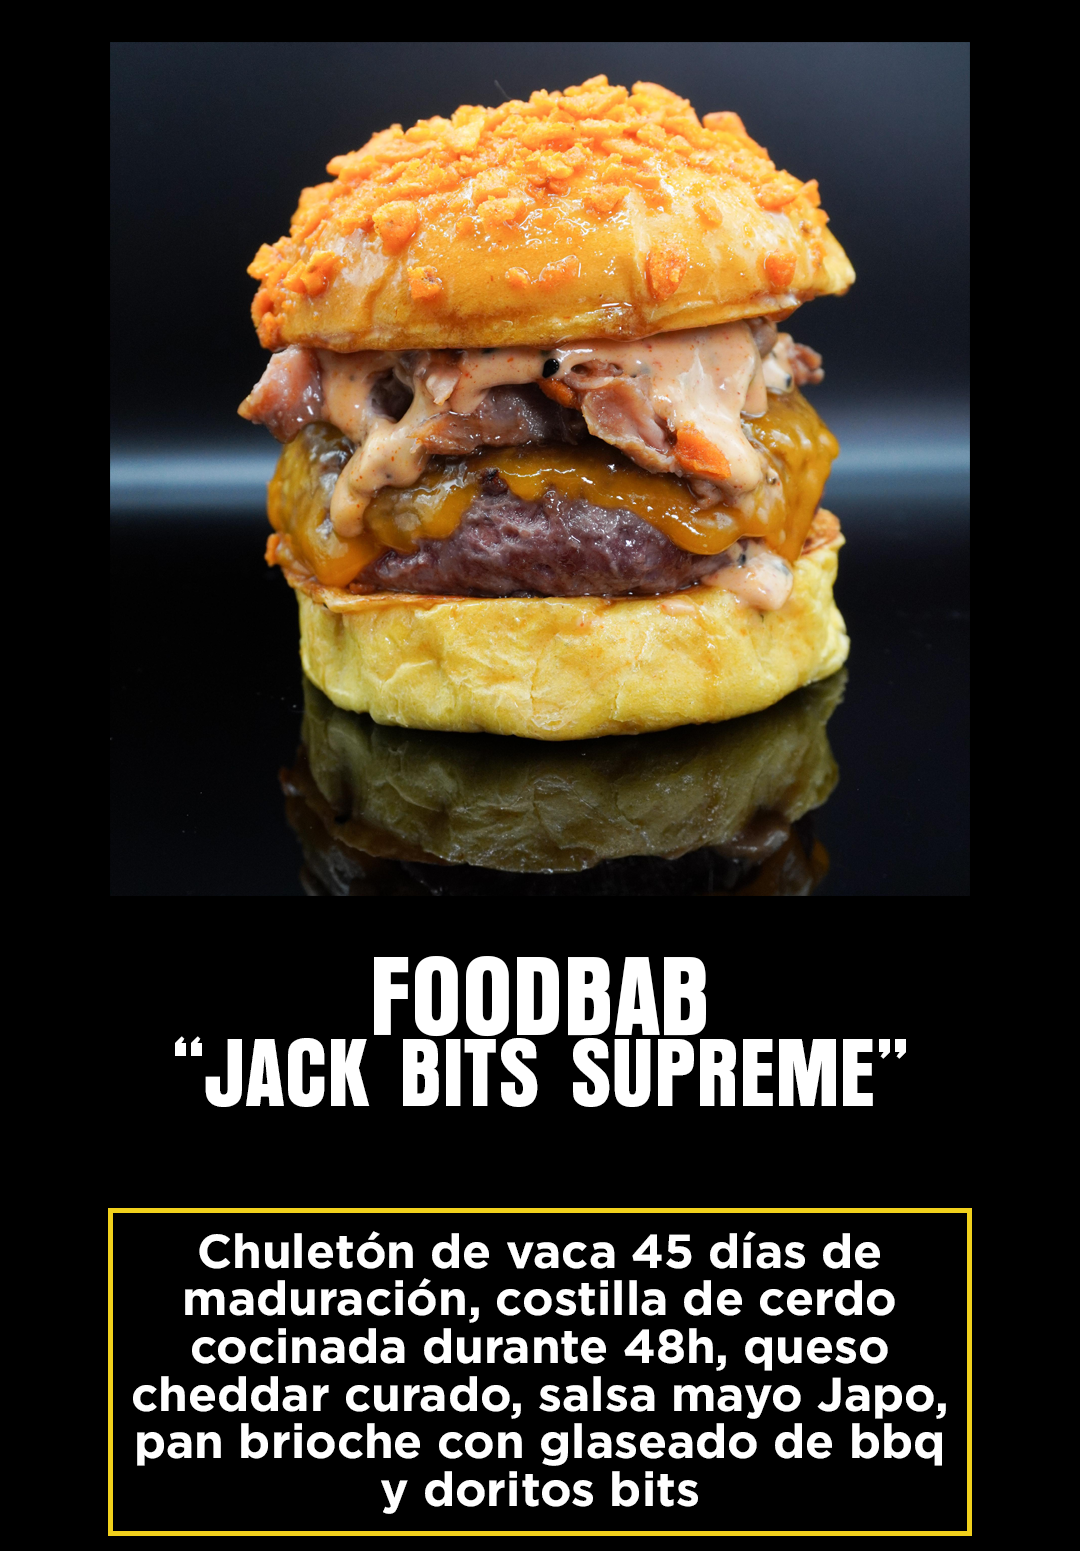 FOODBAB
“JACK BITS SUPREME”
Chuletón de vaca 45 días de
maduración, costilla de cerdo
cocinada durante 48h, queso
cheddar curado, salsa mayo Japo,
pan brioche con glaseado de bbq
y doritos bits